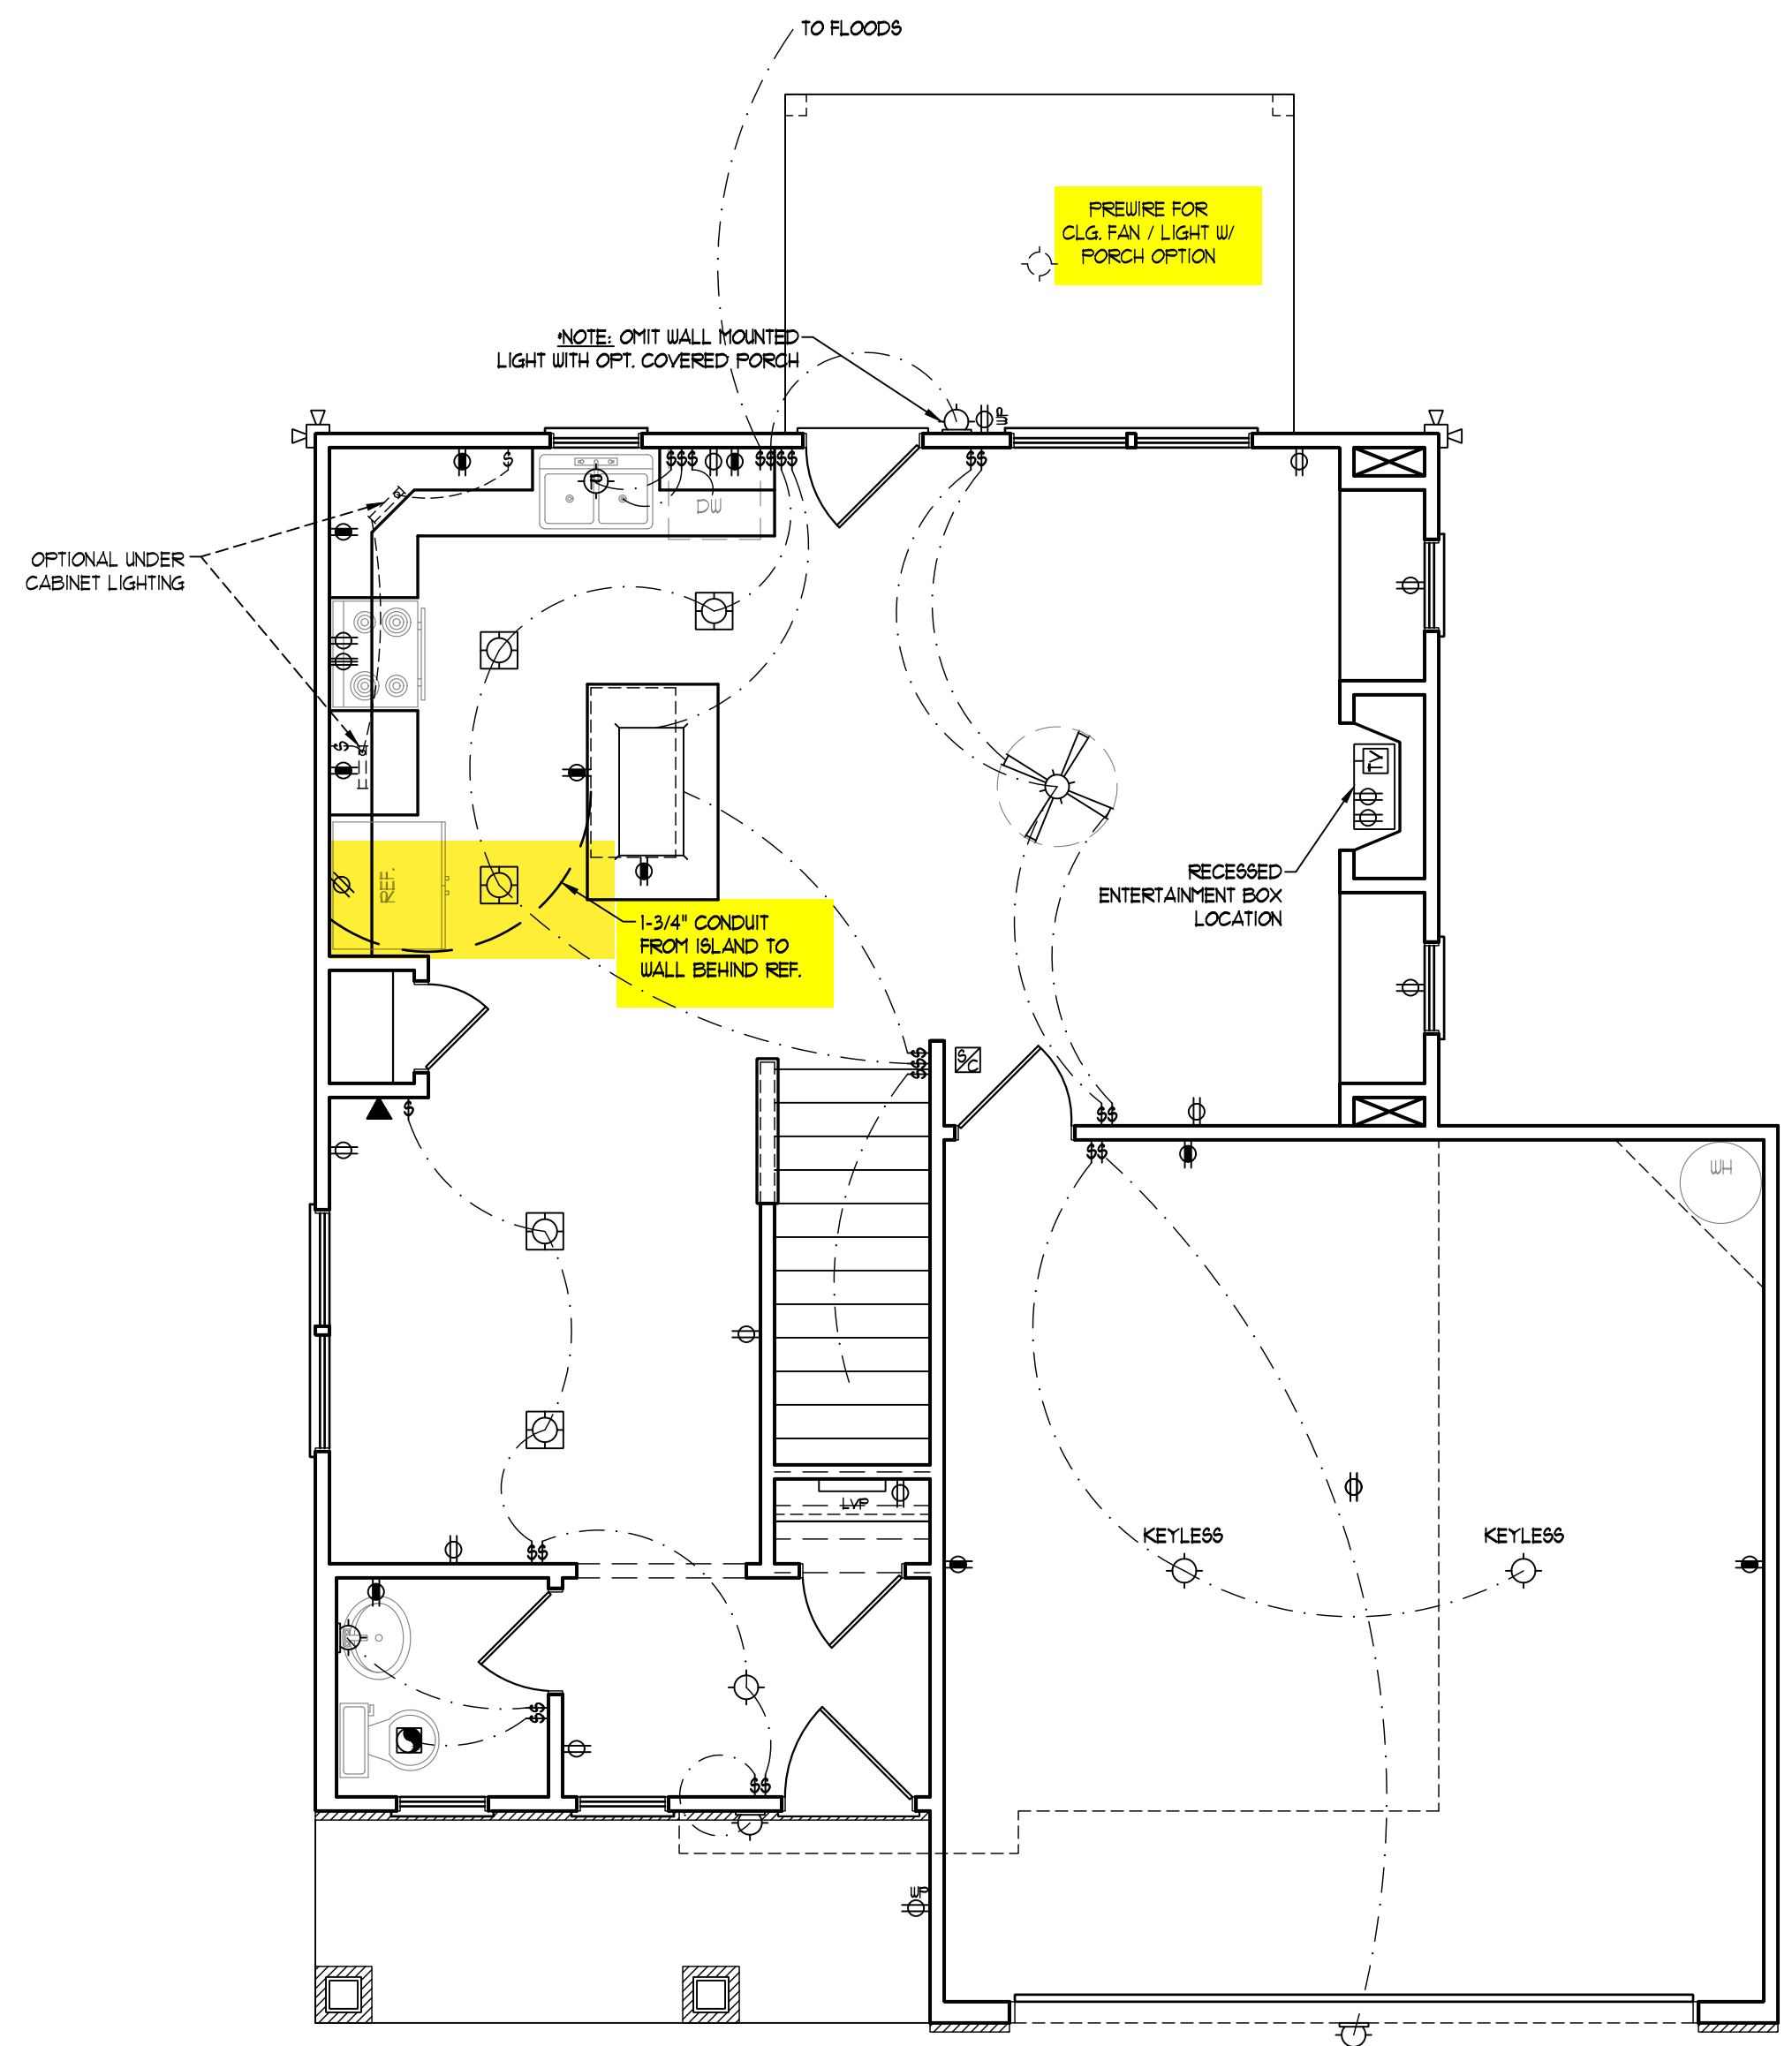 TO FLOODS
PREWIRE FOR
CLG. FAN / LIGHT W/
PORCH OPTION
*NOTE: OMIT WALL MOUNTED
LIGHT WITH OPT. COVERED PORCH
WP
$
$$$
$$$$
$$
P
DW
OPTIONAL UNDER
CABINET LIGHTING
$
TV
REF.
RECESSED
ENTERTAINMENT BOX
LOCATION
1-3/4" CONDUIT
FROM ISLAND TO
WALL BEHIND REF.
$$
$$
$$
S/C
$
$$
$$
WH
LVP
KEYLESS
KEYLESS
$$
$$
$$
$$
WP